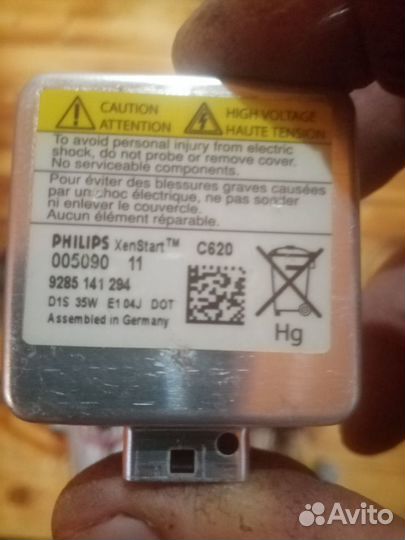 CAUTION
ATTENTION
HIGH VOLTAGE
HAUTE TENSION
To avoid personal injury from electric
shock, do not probe or remove cover.
No serviceable components.
Pour éviter des blessures graves causées
par un choc électrique, ne pas sonder
ni enlever le couvercle.
Aucun élément réparable.
PHILIPS XenStart™ C620
005090 11
9285 141 294
D1S 35W E1 04J DOT
Assembled in Germany
Hg
Avito